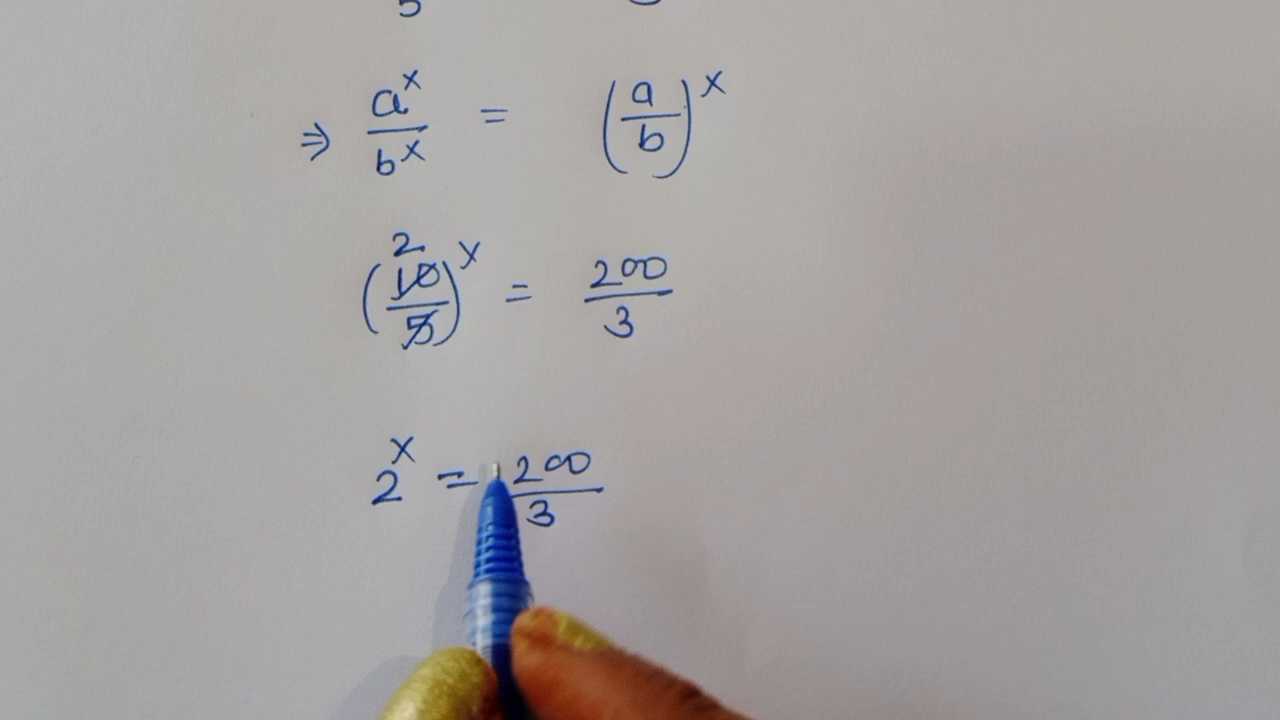 ⇒ a^x / b^x = (a/b)^x
2
(10/5)^x = 200/3
2^x = 200/3